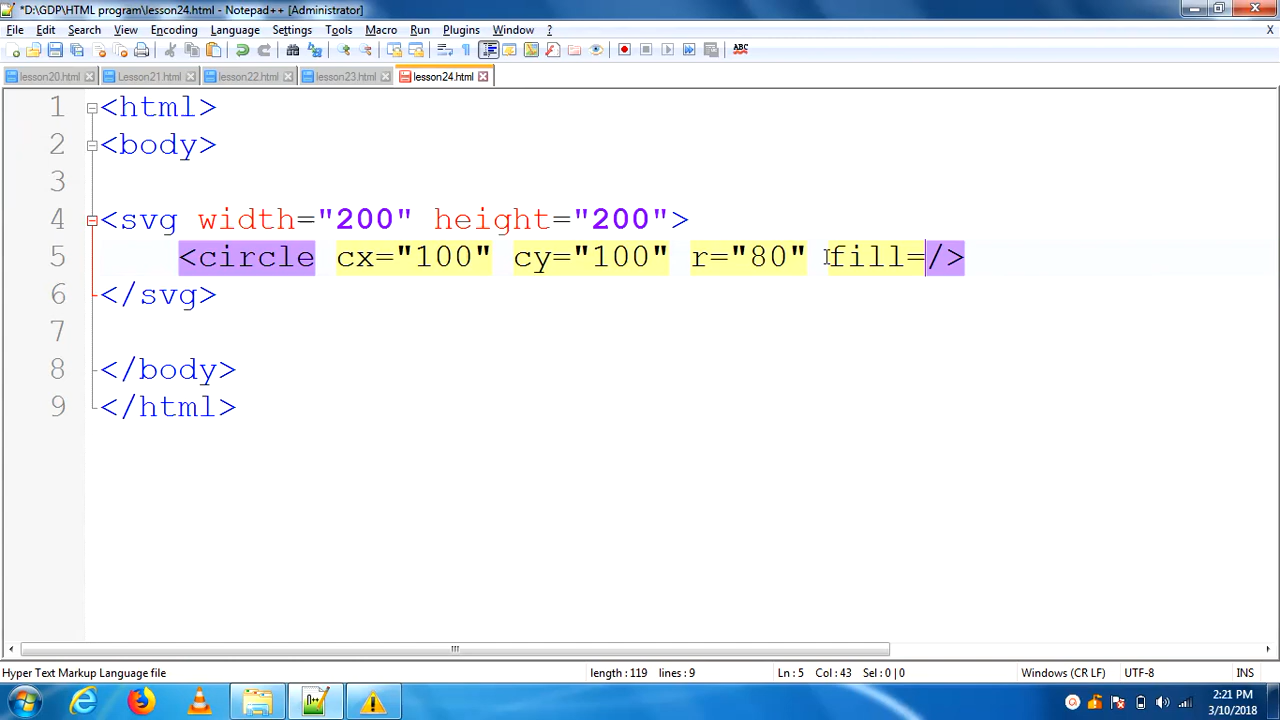 *D:\GDP\HTML program\lesson24.html - Notepad++ [Administrator]
File Edit Search View Encoding Language Settings Tools Macro Run Plugins Window ? X
ABC
lesson20.html Lesson21.html lesson22.html lesson23.html lesson24.html
1 <html>
2 <body>
3
4 <svg width="200" height="200">
5 <circle cx="100" cy="100" r="80" fill=/>
6 </svg>
7
8 </body>
9 </html>
Hyper Text Markup Language file length : 119 lines : 9 Ln : 5 Col : 43 Sel : 0 | 0 Windows (CR LF) UTF-8 INS
2:21 PM
3/10/2018